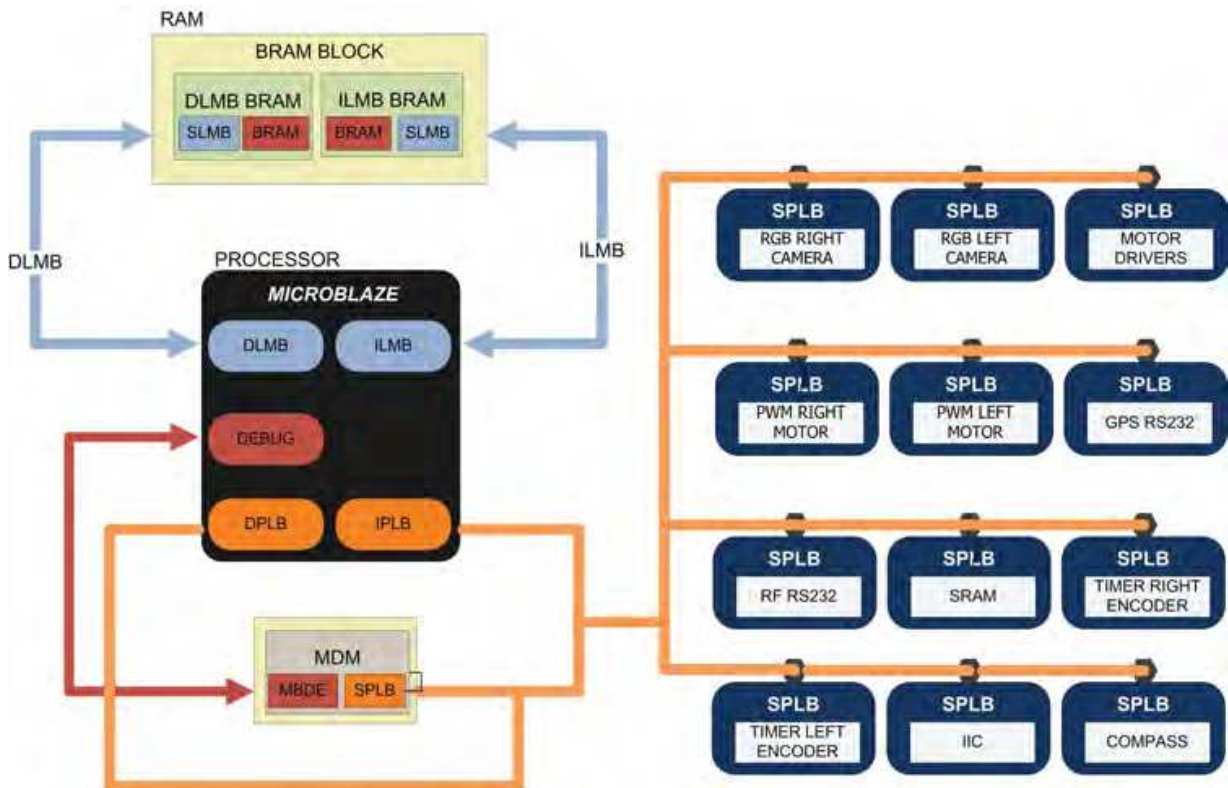 RAM
BRAM BLOCK
DLMB BRAM
ILMB BRAM
SLMB
BRAM
BRAM
SLMB
DLMB
ILMB
PROCESSOR
MICROBLAZE
DLMB
ILMB
DEBUG
DPLB
IPLB
MDM
MBDE
SPLB
SPLB
RGB RIGHT
CAMERA
SPLB
RGB LEFT
CAMERA
SPLB
MOTOR
DRIVERS
SPLB
PWM RIGHT
MOTOR
SPLB
PWM LEFT
MOTOR
SPLB
GPS RS232
SPLB
RF RS232
SPLB
SRAM
SPLB
TIMER RIGHT
ENCODER
SPLB
TIMER LEFT
ENCODER
SPLB
IIC
SPLB
COMPASS